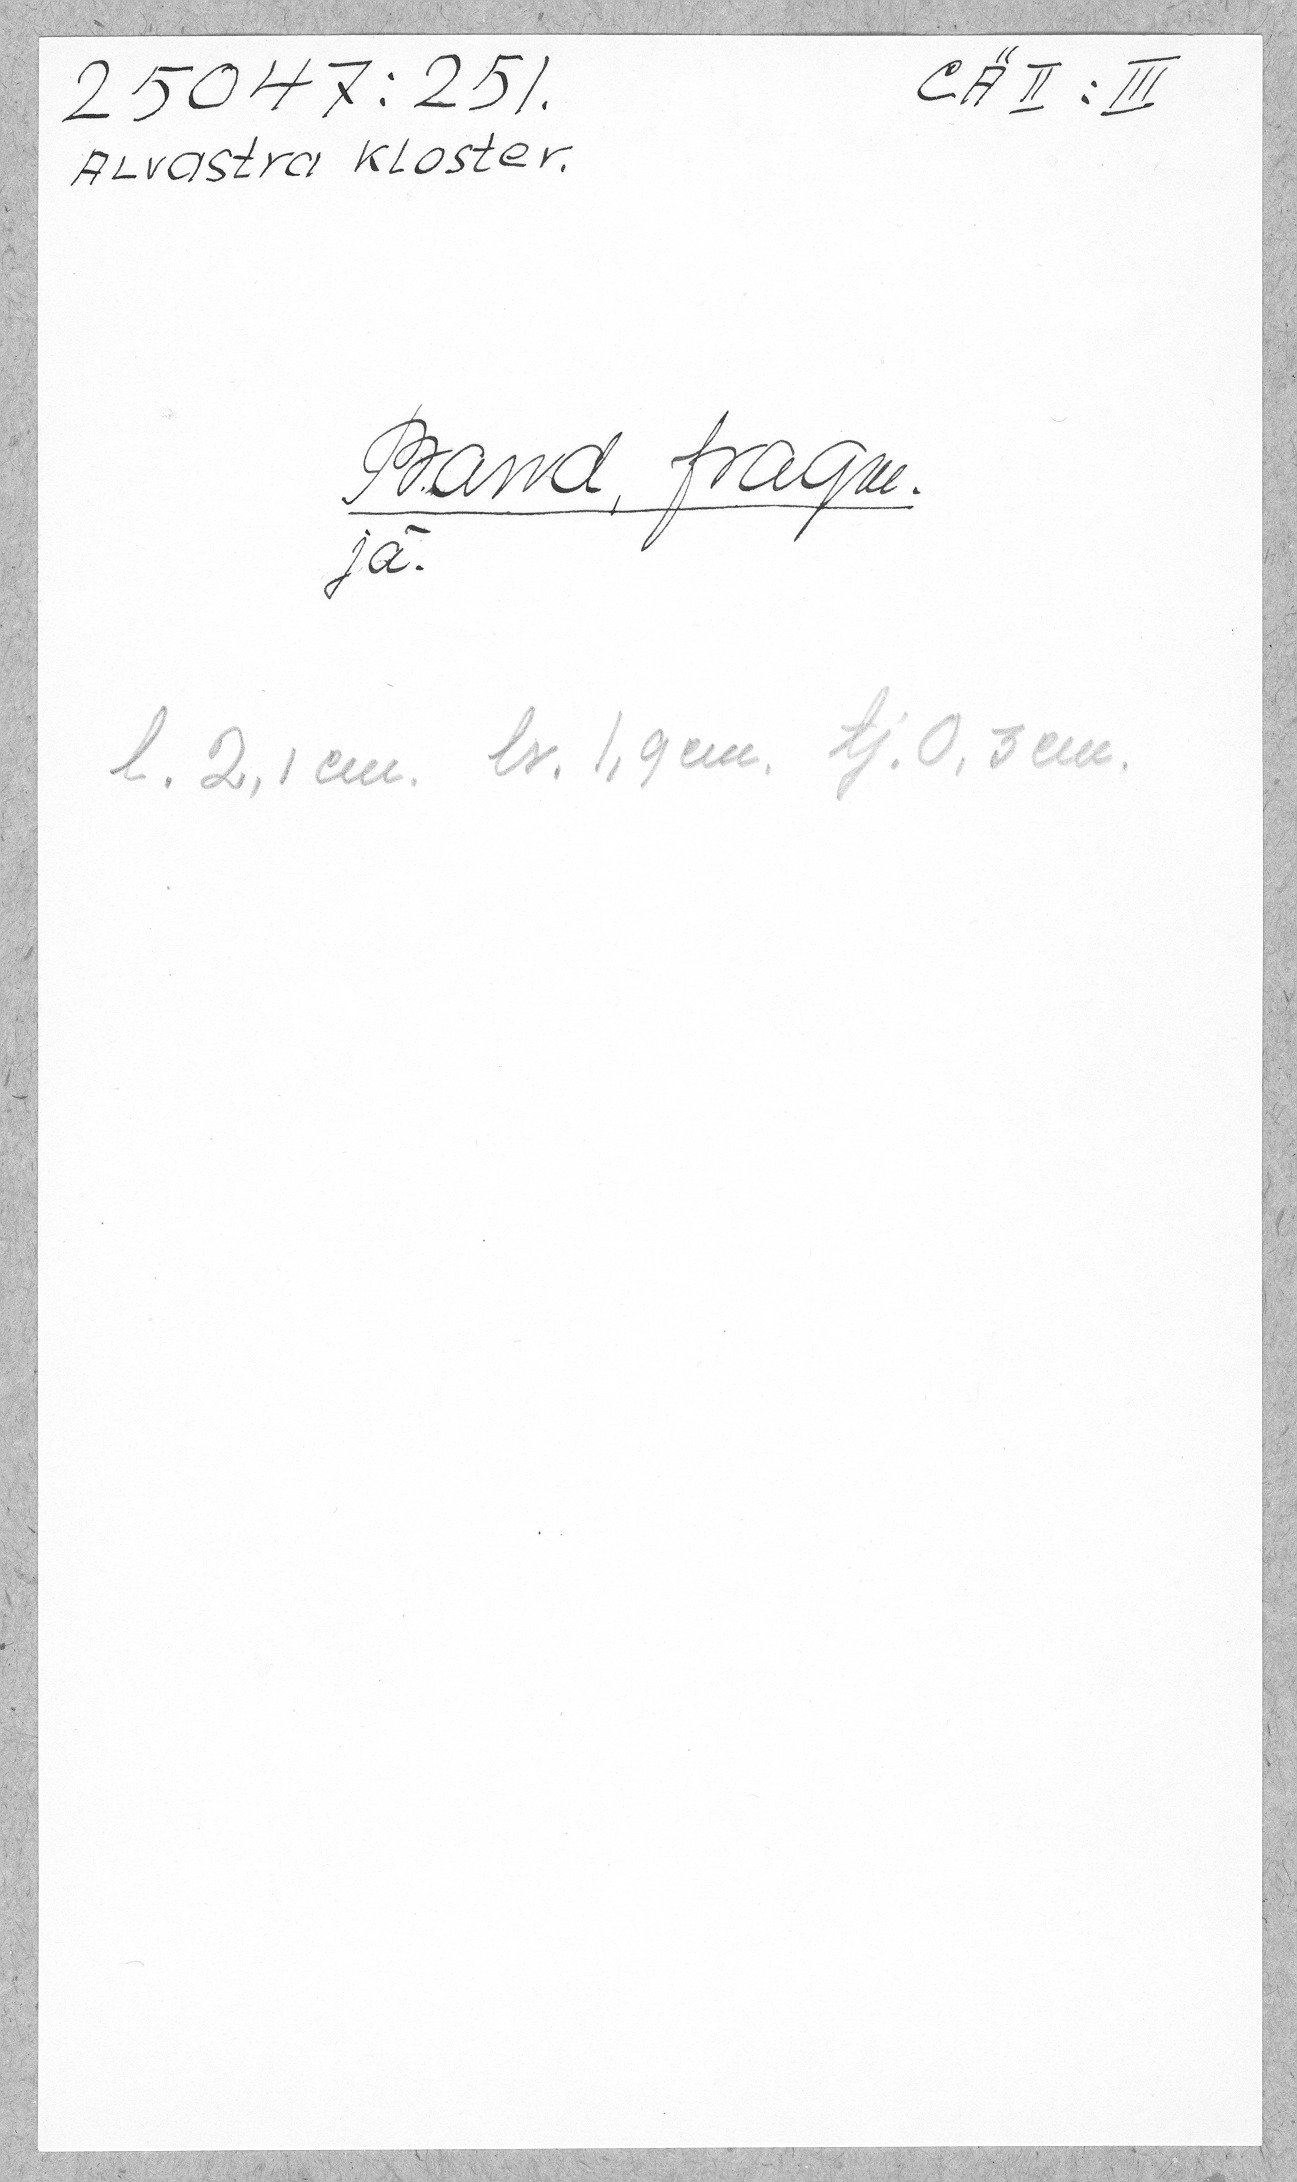 25047:251. CÄ II : III
Alvastra kloster.
Band, fragm.
jä.
l. 2,1 cm. br. 1,9 cm. tj. 0,3 cm.